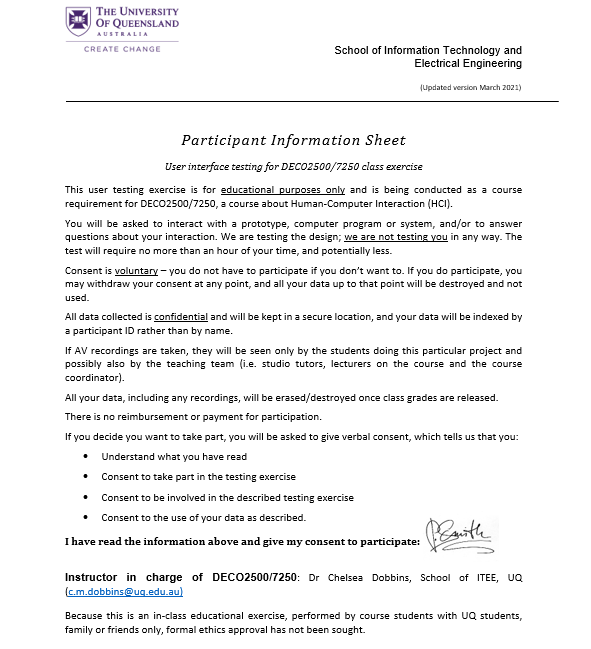 THE UNIVERSITY
OF QUEENSLAND
AUSTRALIA
CREATE CHANGE
School of Information Technology and
Electrical Engineering
(Updated version March 2021)
Participant Information Sheet
User interface testing for DECO2500/7250 class exercise
This user testing exercise is for educational purposes only and is being conducted as a course
requirement for DECO2500/7250, a course about Human-Computer Interaction (HCI).
You will be asked to interact with a prototype, computer program or system, and/or to answer
questions about your interaction. We are testing the design; we are not testing you in any way. The
test will require no more than an hour of your time, and potentially less.
Consent is voluntary – you do not have to participate if you don't want to. If you do participate, you
may withdraw your consent at any point, and all your data up to that point will be destroyed and not
used.
All data collected is confidential and will be kept in a secure location, and your data will be indexed by
a participant ID rather than by name.
If AV recordings are taken, they will be seen only by the students doing this particular project and
possibly also by the teaching team (i.e. studio tutors, lecturers on the course and the course
coordinator).
All your data, including any recordings, will be erased/destroyed once class grades are released.
There is no reimbursement or payment for participation.
If you decide you want to take part, you will be asked to give verbal consent, which tells us that you:
• Understand what you have read
• Consent to take part in the testing exercise
• Consent to be involved in the described testing exercise
• Consent to the use of your data as described.
I have read the information above and give my consent to participate: P. Smith
Instructor in charge of DECO2500/7250: Dr Chelsea Dobbins, School of ITEE, UQ
(c.m.dobbins@uq.edu.au)
Because this is an in-class educational exercise, performed by course students with UQ students,
family or friends only, formal ethics approval has not been sought.